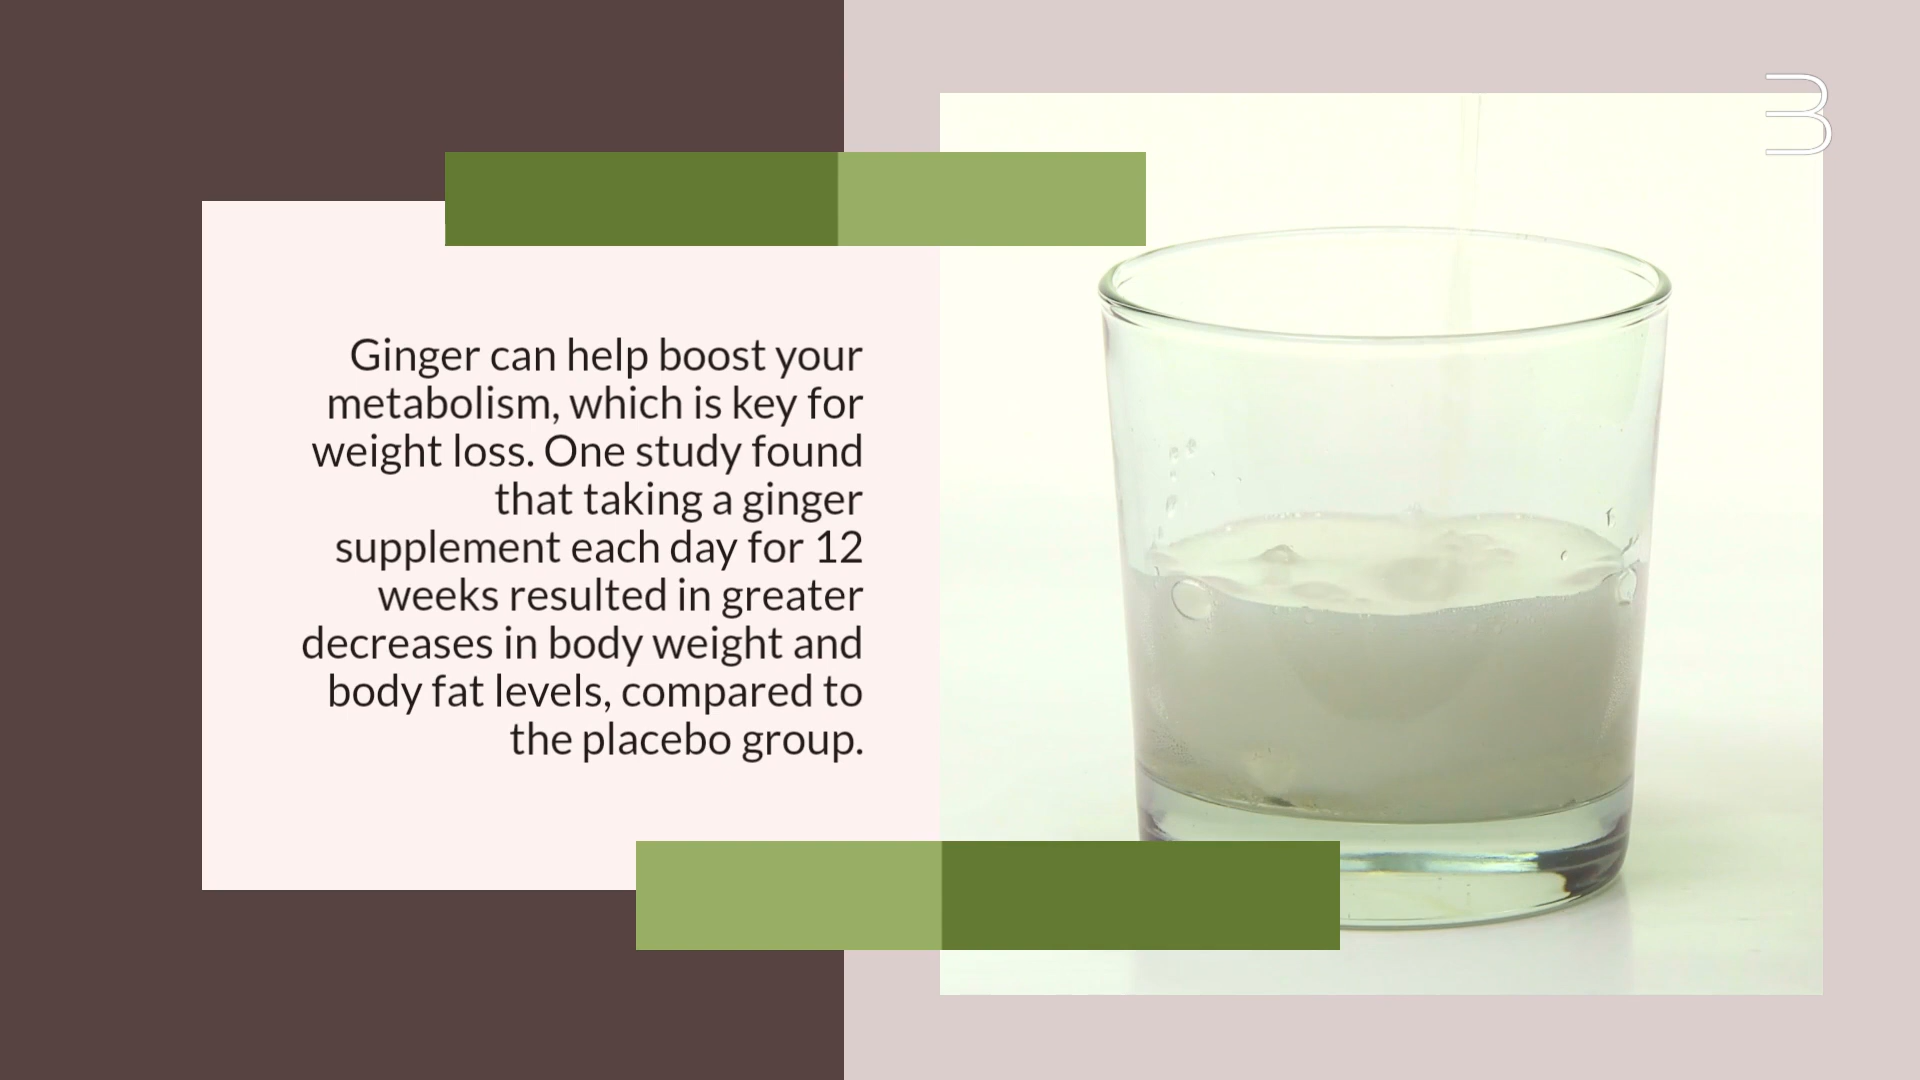 Ginger can help boost your
metabolism, which is key for
weight loss. One study found
that taking a ginger
supplement each day for 12
weeks resulted in greater
decreases in body weight and
body fat levels, compared to
the placebo group.